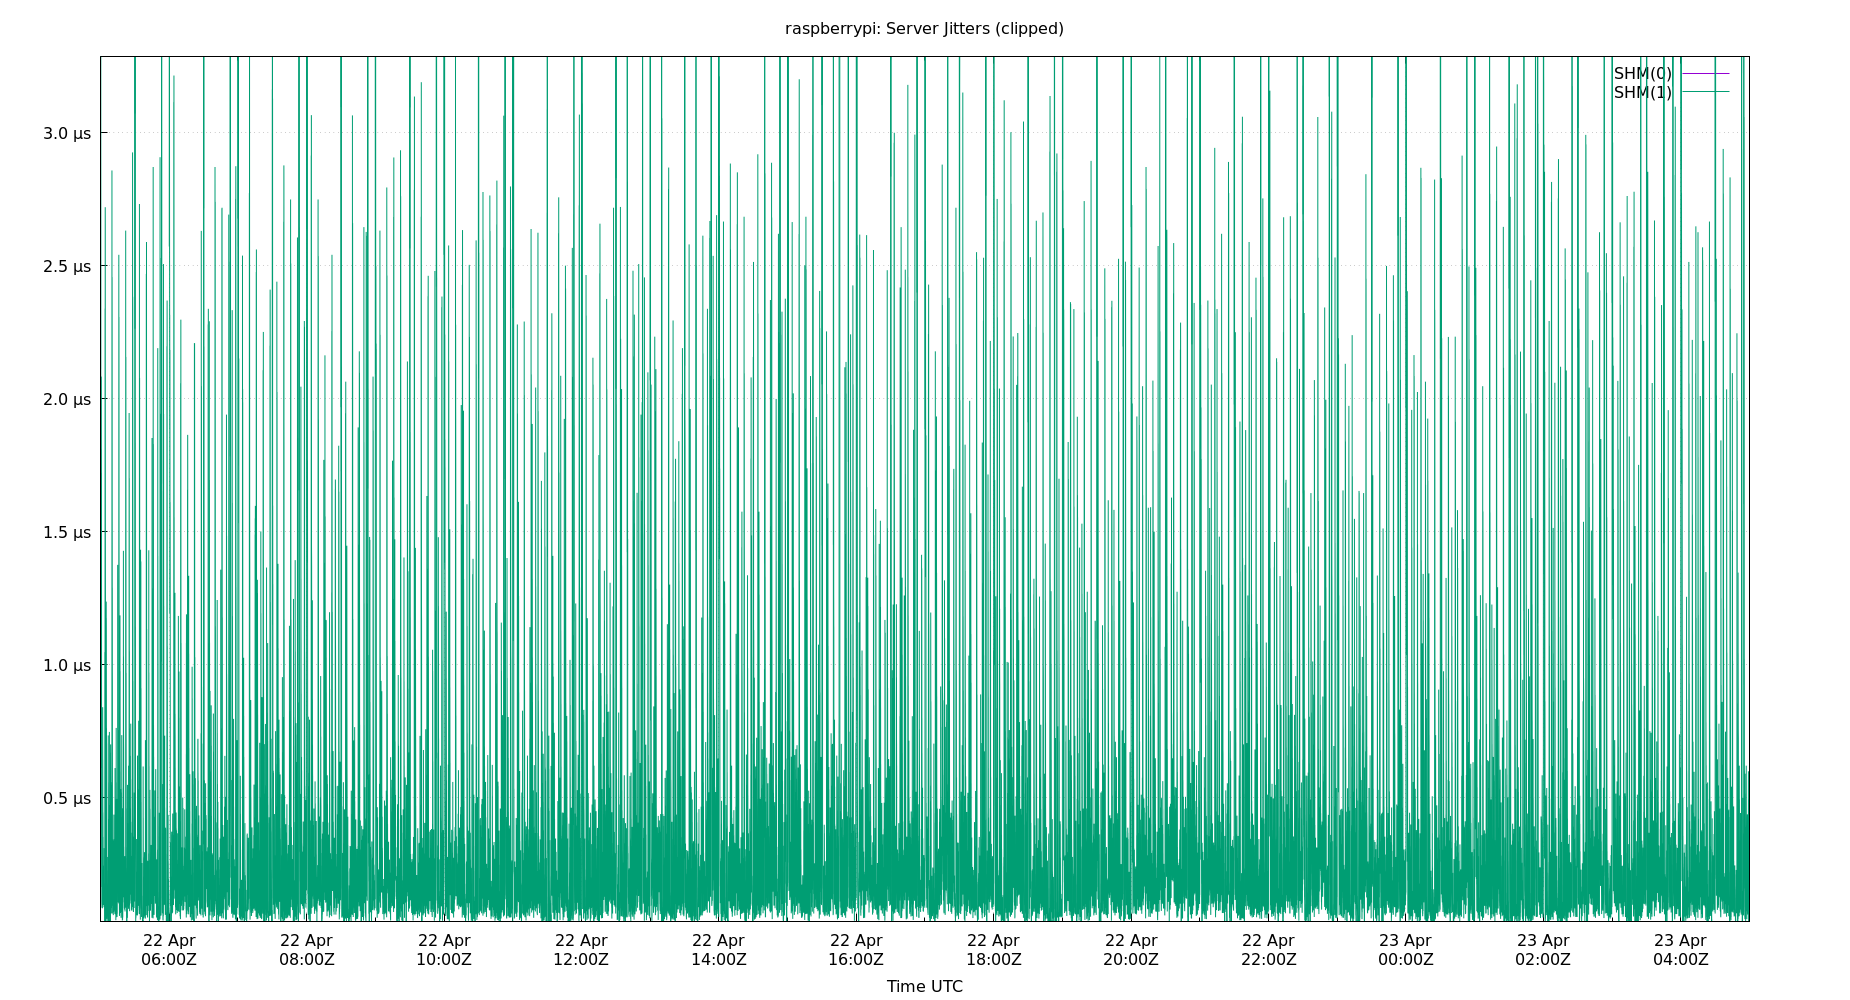 raspberrypi: Server Jitters (clipped)
SHM(0)
SHM(1)
3.0 µs
2.5 µs
2.0 µs
1.5 µs
1.0 µs
0.5 µs
22 Apr 22 Apr 22 Apr 22 Apr 22 Apr 22 Apr 22 Apr 22 Apr 22 Apr 23 Apr 23 Apr 23 Apr
06:00Z 08:00Z 10:00Z 12:00Z 14:00Z 16:00Z 18:00Z 20:00Z 22:00Z 00:00Z 02:00Z 04:00Z
Time UTC